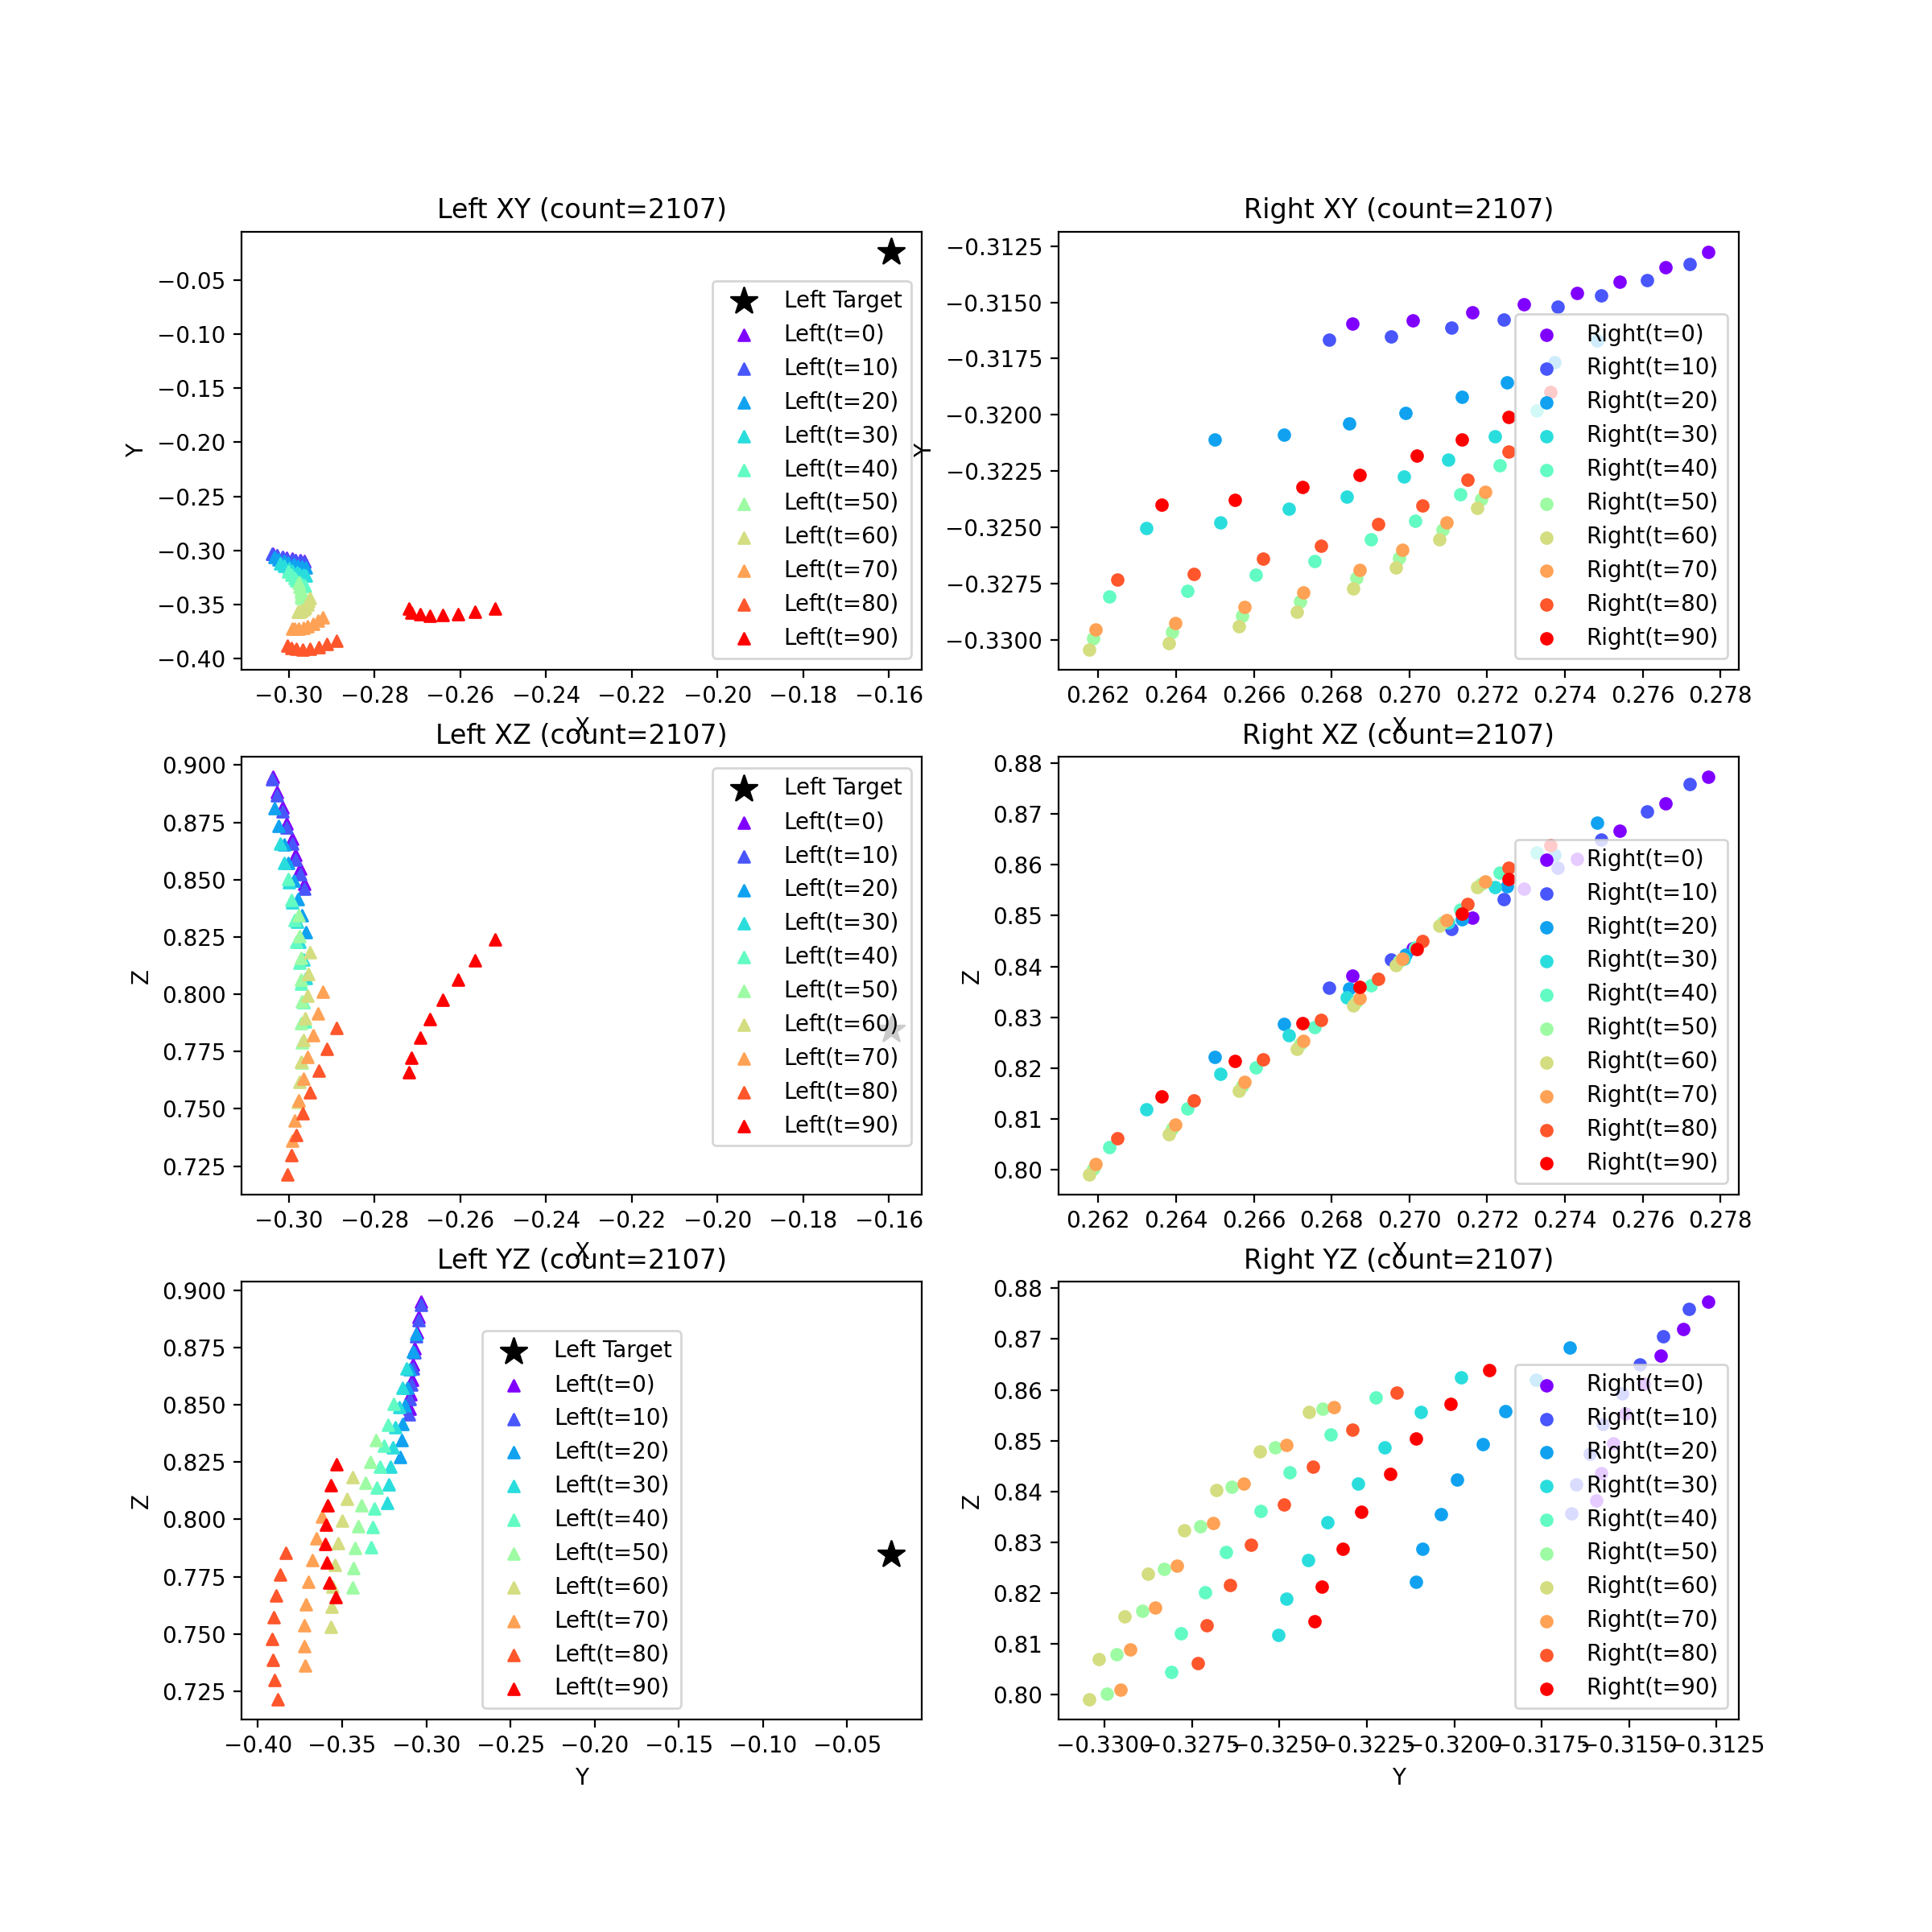 Left XY (count=2107)
−0.05
−0.10
−0.15
−0.20
−0.25
−0.30
−0.35
−0.40
Y
Left Target
Left(t=0)
Left(t=10)
Left(t=20)
Left(t=30)
Left(t=40)
Left(t=50)
Left(t=60)
Left(t=70)
Left(t=80)
Left(t=90)
−0.30 −0.28 −0.26 −0.24 −0.22 −0.20 −0.18 −0.16
X
Right XY (count=2107)
−0.3125
−0.3150
−0.3175
−0.3200
−0.3225
−0.3250
−0.3275
−0.3300
Y
Right(t=0)
Right(t=10)
Right(t=20)
Right(t=30)
Right(t=40)
Right(t=50)
Right(t=60)
Right(t=70)
Right(t=80)
Right(t=90)
0.262 0.264 0.266 0.268 0.270 0.272 0.274 0.276 0.278
X
Left XZ (count=2107)
0.900
0.875
0.850
0.825
0.800
0.775
0.750
0.725
Z
Left Target
Left(t=0)
Left(t=10)
Left(t=20)
Left(t=30)
Left(t=40)
Left(t=50)
Left(t=60)
Left(t=70)
Left(t=80)
Left(t=90)
−0.30 −0.28 −0.26 −0.24 −0.22 −0.20 −0.18 −0.16
X
Right XZ (count=2107)
0.88
0.87
0.86
0.85
0.84
0.83
0.82
0.81
0.80
Z
Right(t=0)
Right(t=10)
Right(t=20)
Right(t=30)
Right(t=40)
Right(t=50)
Right(t=60)
Right(t=70)
Right(t=80)
Right(t=90)
0.262 0.264 0.266 0.268 0.270 0.272 0.274 0.276 0.278
X
Left YZ (count=2107)
0.900
0.875
0.850
0.825
0.800
0.775
0.750
0.725
Z
Left Target
Left(t=0)
Left(t=10)
Left(t=20)
Left(t=30)
Left(t=40)
Left(t=50)
Left(t=60)
Left(t=70)
Left(t=80)
Left(t=90)
−0.40 −0.35 −0.30 −0.25 −0.20 −0.15 −0.10 −0.05
Y
Right YZ (count=2107)
0.88
0.87
0.86
0.85
0.84
0.83
0.82
0.81
0.80
Z
Right(t=0)
Right(t=10)
Right(t=20)
Right(t=30)
Right(t=40)
Right(t=50)
Right(t=60)
Right(t=70)
Right(t=80)
Right(t=90)
−0.3300 −0.3275 −0.3250 −0.3225 −0.3200 −0.3175 −0.3150 −0.3125
Y